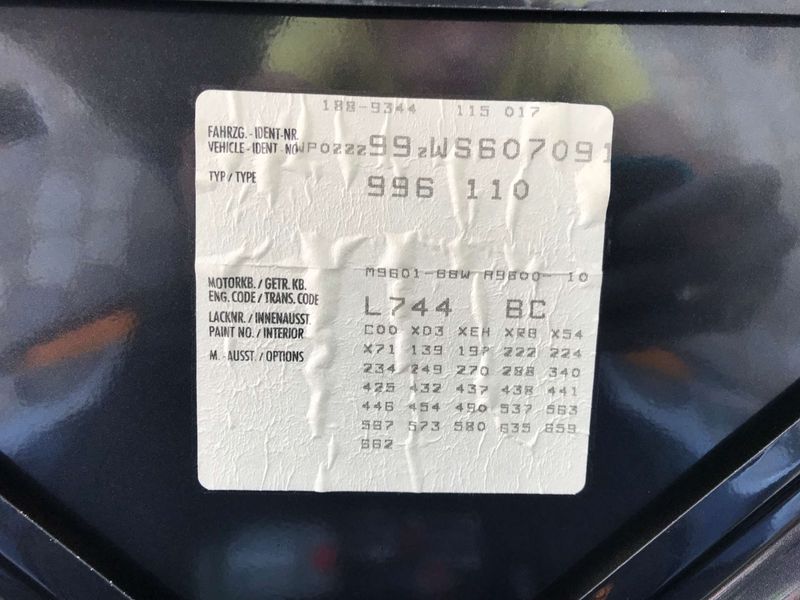 188-9344 115 017
FAHRZG.-IDENT-NR.
VEHICLE-IDENT-NO WP0ZZZ99zWS607091
TYP/TYPE 996 110
M9601-68W A9600-10
MOTORKB./GETR.KB.
ENG.CODE/TRANS.CODE
L744 BC
LACKNR./INNENAUSST.
PAINT NO./INTERIOR
C00 XD3 XEH XRB X54
M.-AUSST./OPTIONS
X71 139 197 222 224
234 249 270 288 340
425 432 437 438 441
446 454 490 537 563
567 573 580 635 659
662